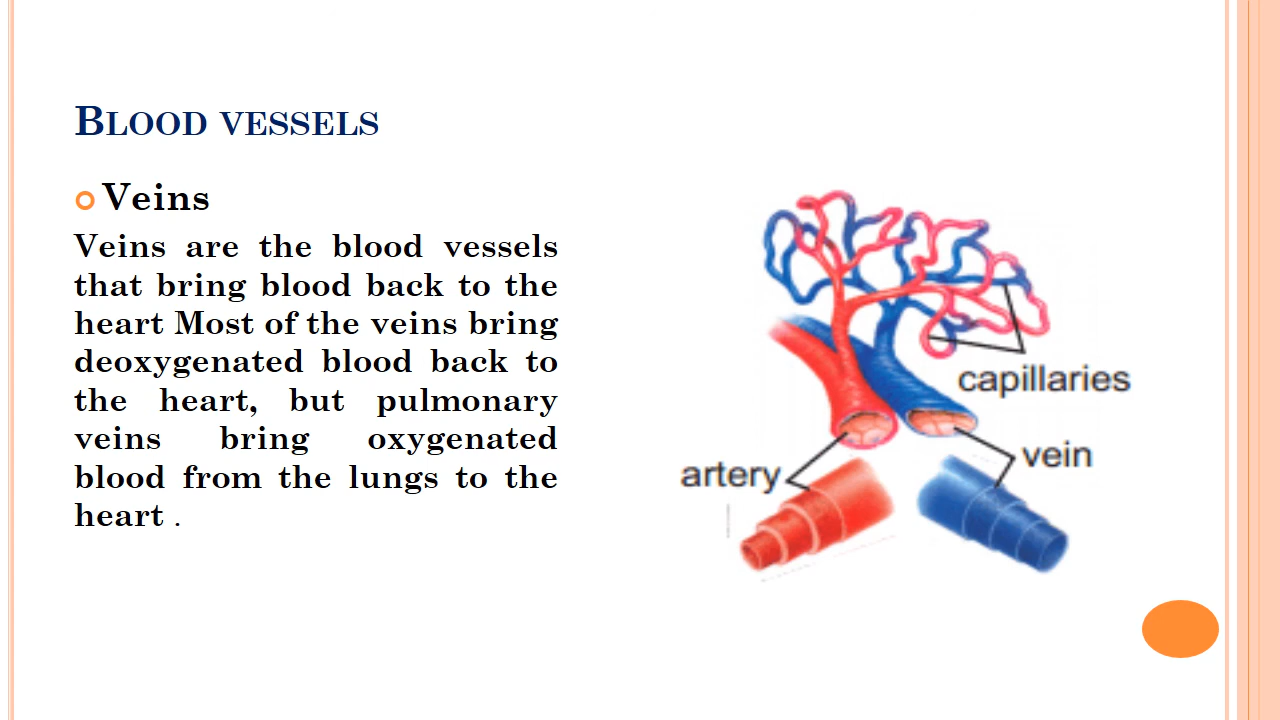 BLOOD VESSELS
Veins
Veins are the blood vessels
that bring blood back to the
heart Most of the veins bring
deoxygenated blood back to
the heart, but pulmonary
veins bring oxygenated
blood from the lungs to the
heart .
capillaries
artery
vein